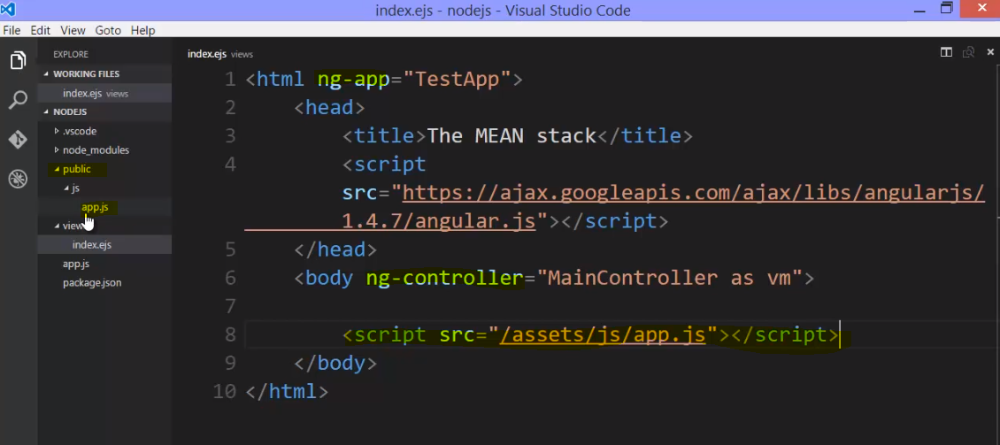 index.ejs - nodejs - Visual Studio Code
File Edit View Goto Help
EXPLORE
WORKING FILES
index.ejs views
NODEJS
.vscode
node_modules
public
js
app.js
view
index.ejs
app.js
package.json
index.ejs views
1 <html ng-app="TestApp">
2 <head>
3 <title>The MEAN stack</title>
4 <script
src="https://ajax.googleapis.com/ajax/libs/angularjs/
1.4.7/angular.js"></script>
5 </head>
6 <body ng-controller="MainController as vm">
7
8 <script src="/assets/js/app.js"></script>
9 </body>
10 </html>